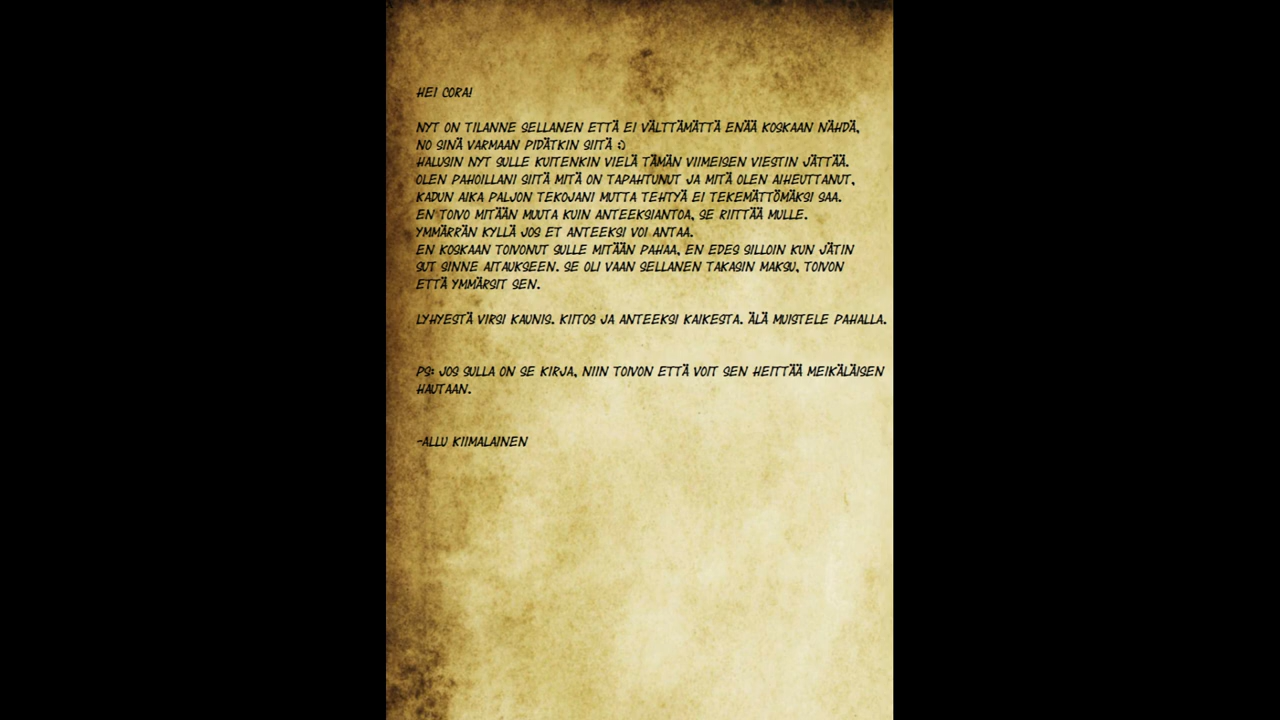 HEI CORA!
NYT ON TILANNE SELLANEN ETTÄ EI VÄLTTÄMÄTTÄ ENÄÄ KOSKAAN NÄHDÄ,
NO SINÄ VARMAAN PIDÄTKIN SIITÄ ;)
HALUSIN NYT SULLE KUITENKIN VIELÄ TÄMÄN VIIMEISEN VIESTIN JÄTTÄÄ.
OLEN PAHOILLANI SIITÄ MITÄ ON TAPAHTUNUT JA MITÄ OLEN AIHEUTTANUT,
KADUN AIKA PALJON TEKOJANI MUTTA TEHTYÄ EI TEKEMÄTTÖMÄKSI SAA.
EN TOIVO MITÄÄN MUUTA KUIN ANTEEKSIANTOA, SE RIITTÄÄ MULLE.
YMMÄRRÄN KYLLÄ JOS ET ANTEEKSI VOI ANTAA.
EN KOSKAAN TOIVONUT SULLE MITÄÄN PAHAA, EN EDES SILLOIN KUN JÄTIN
SUT SINNE AITAUKSEEN. SE OLI VAAN SELLANEN TAKASIN MAKSU, TOIVON
ETTÄ YMMÄRSIT SEN.
LYHYESTÄ VIRSI KAUNIS. KIITOS JA ANTEEKSI KAIKESTA. ÄLÄ MUISTELE PAHALLA.
PS: JOS SULLA ON SE KIRJA, NIIN TOIVON ETTÄ VOIT SEN HEITTÄÄ MEIKÄLÄISEN
HAUTAAN.
-ALLU KIIMALAINEN